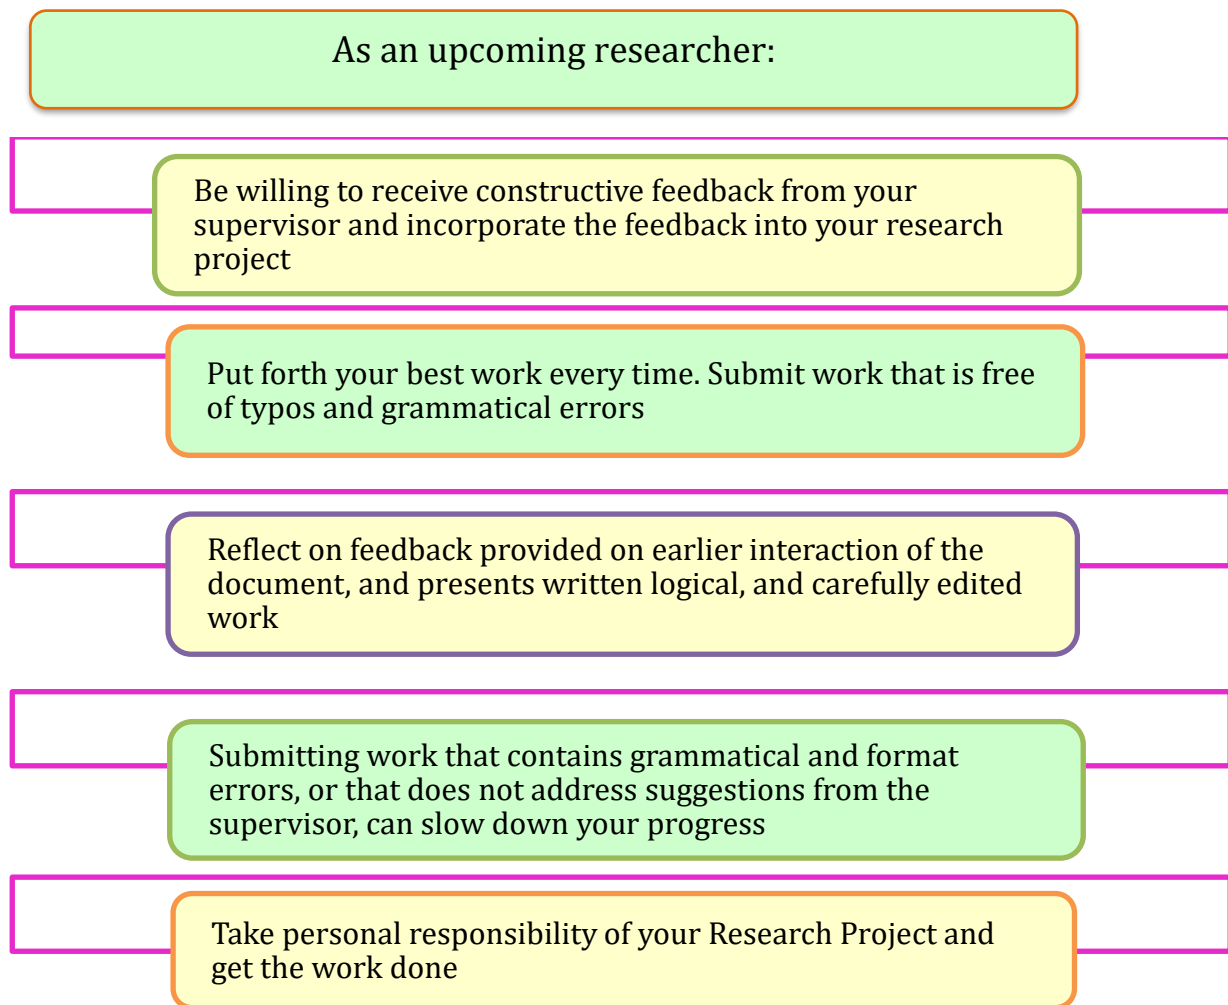 As an upcoming researcher:
Be willing to receive constructive feedback from your
supervisor and incorporate the feedback into your research
project
Put forth your best work every time. Submit work that is free
of typos and grammatical errors
Reflect on feedback provided on earlier interaction of the
document, and presents written logical, and carefully edited
work
Submitting work that contains grammatical and format
errors, or that does not address suggestions from the
supervisor, can slow down your progress
Take personal responsibility of your Research Project and
get the work done